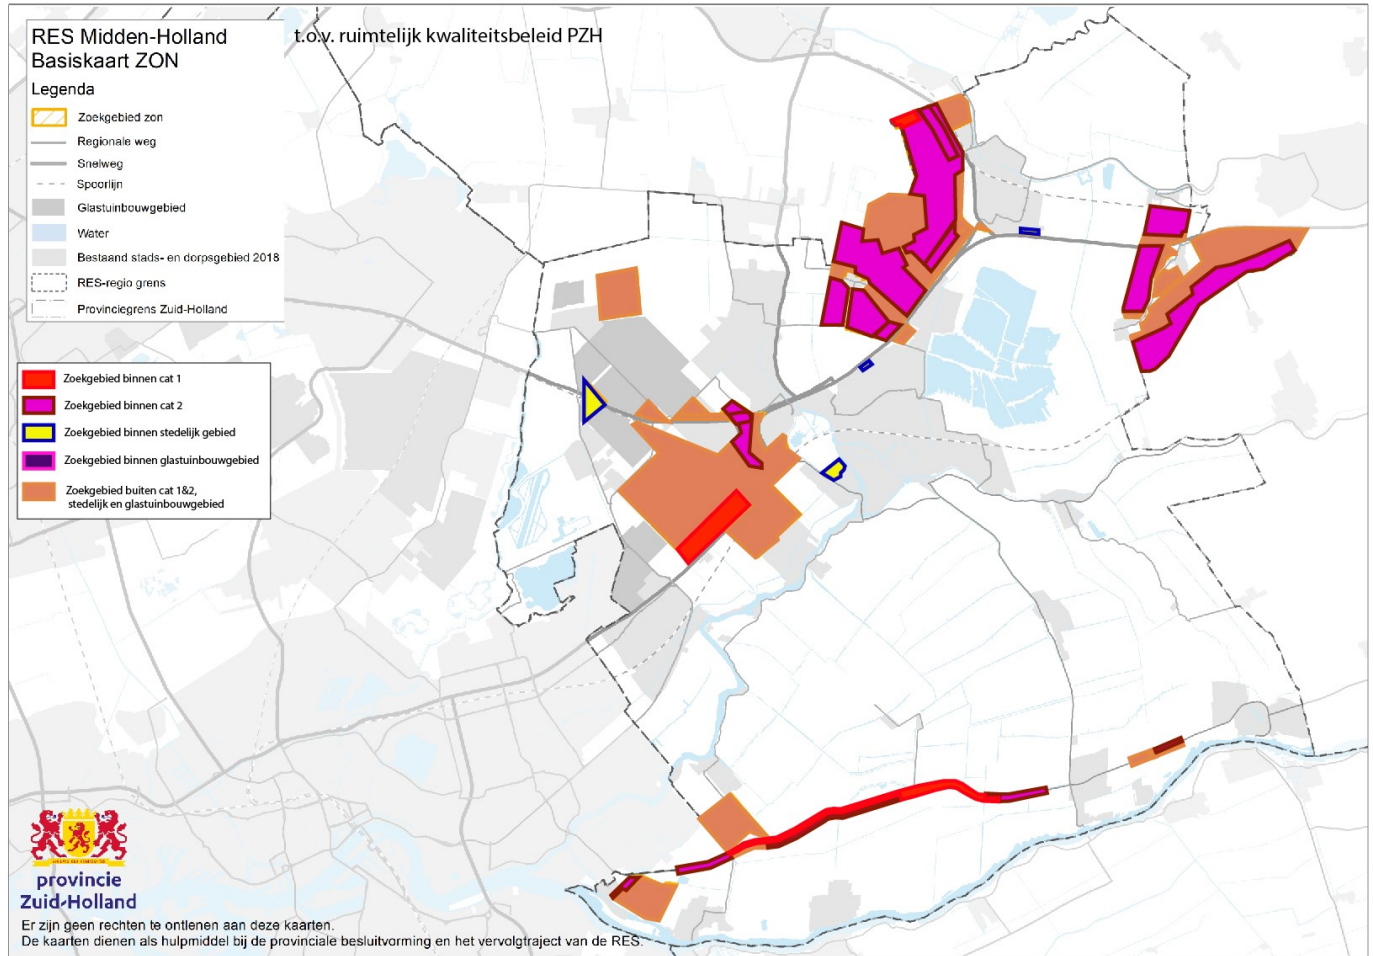 RES Midden-Holland
Basiskaart ZON
t.o.v. ruimtelijk kwaliteitsbeleid PZH
Legenda
Zoekgebied zon
Regionale weg
Snelweg
Spoorlijn
Glastuinbouwgebied
Water
Bestaand stads- en dorpsgebied 2018
RES-regio grens
Provinciegrens Zuid-Holland
Zoekgebied binnen cat 1
Zoekgebied binnen cat 2
Zoekgebied binnen stedelijk gebied
Zoekgebied binnen glastuinbouwgebied
Zoekgebied buiten cat 1&2,
stedelijk en glastuinbouwgebied
provincie
Zuid-Holland
Er zijn geen rechten te ontlenen aan deze kaarten.
De kaarten dienen als hulpmiddel bij de provinciale besluitvorming en het vervolgtraject van de RES.